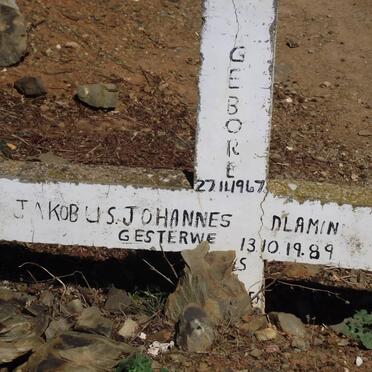 GEBORE
27 11 1967
JAKOBUS JOHANNES DLAMIN
GESTERWE 13 10 19.89